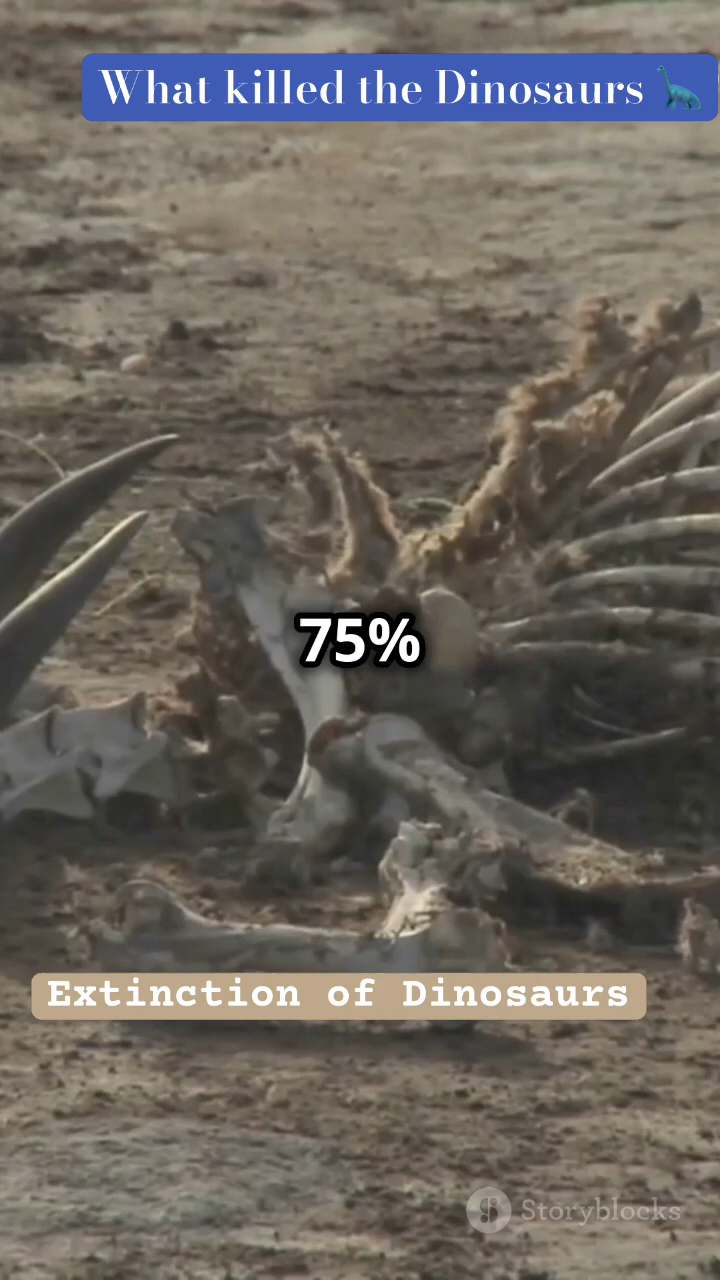 What killed the Dinosaurs 🦕
75%
Extinction of Dinosaurs
Storyblocks